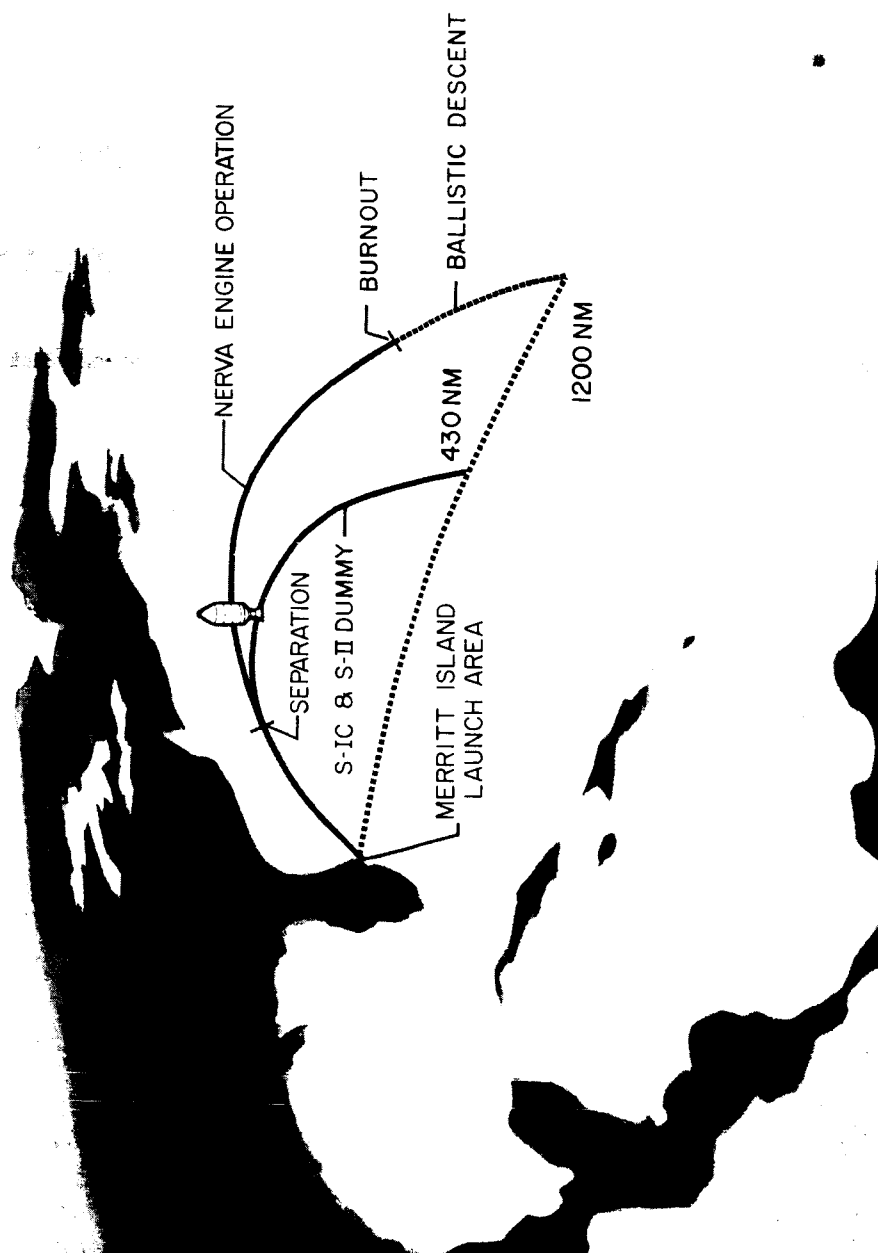 NERVA ENGINE OPERATION
SEPARATION
S-IC & S-II DUMMY
BURNOUT
430 NM
BALLISTIC DESCENT
MERRITT ISLAND
LAUNCH AREA
1200 NM